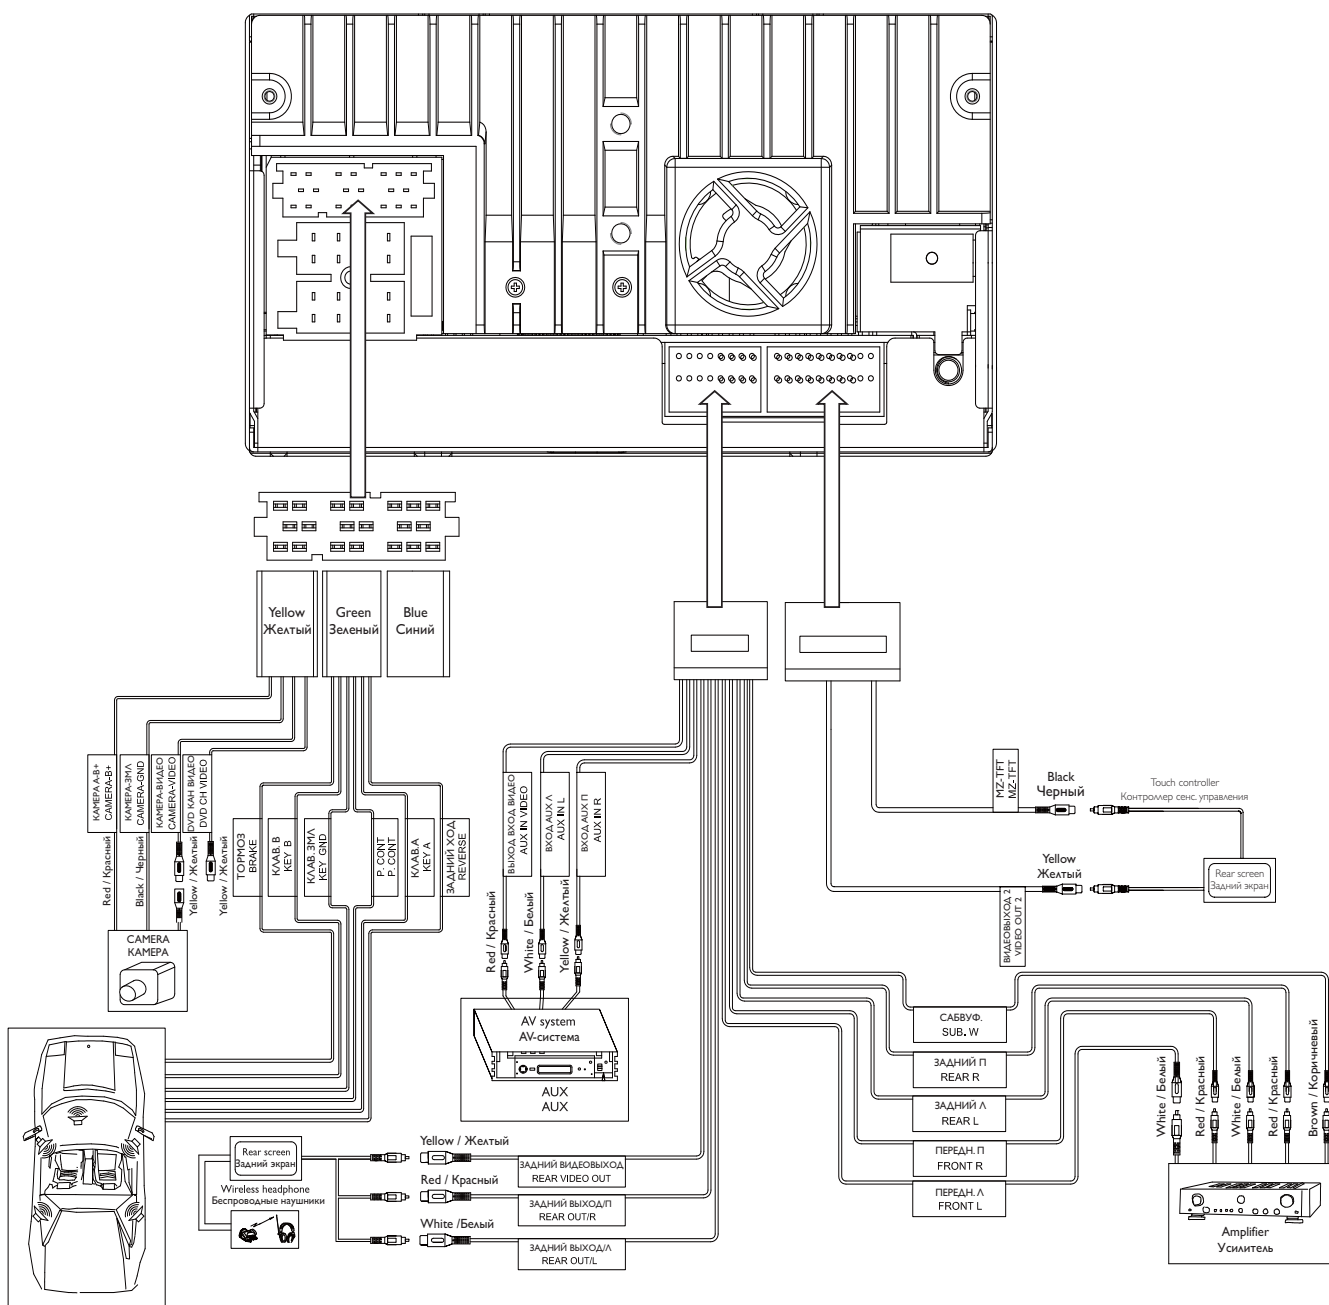 Yellow
Желтый
Green
Зеленый
Blue
Синий
КАМЕРА А-В+
CAMERA-B+
КАМЕРА-ЗМЛ
CAMERA-GND
КАМЕРА-ВИДЕО
CAMERA-VIDEO
DVD КАН ВИДЕО
DVD CH VIDEO
Red / Красный
Black / Черный
Yellow / Желтый
Yellow / Желтый
CAMERA
КАМЕРА
ТОРМОЗ
BRAKE
КЛАВ. В
KEY B
КЛАВ. ЗМЛ
KEY GND
P. CONT
P. CONT
КЛАВ.А
KEY A
ЗАДНИЙ ХОД
REVERSE
ВЫХОД ВХОД ВИДЕО
AUX IN VIDEO
ВХОД AUX Л
AUX IN L
ВХОД AUX П
AUX IN R
Red / Красный
White / Белый
Yellow / Желтый
AV system
AV-система
AUX
AUX
MZ-TFT
MZ-TFT
Black
Черный
Touch controller
Контроллер сенс. управления
Yellow
Желтый
ВИДЕОВЫХОД 2
VIDEO OUT 2
Rear screen
Задний экран
САБВУФ.
SUB. W
ЗАДНИЙ П
REAR R
ЗАДНИЙ Л
REAR L
ПЕРЕДН. П
FRONT R
ПЕРЕДН. Л
FRONT L
White / Белый
Red / Красный
White / Белый
Red / Красный
Brown / Коричневый
Amplifier
Усилитель
Rear screen
Задний экран
Wireless headphone
Беспроводные наушники
Yellow / Желтый
ЗАДНИЙ ВИДЕОВЫХОД
REAR VIDEO OUT
Red / Красный
ЗАДНИЙ ВЫХОД/П
REAR OUT/R
White /Белый
ЗАДНИЙ ВЫХОД/Л
REAR OUT/L